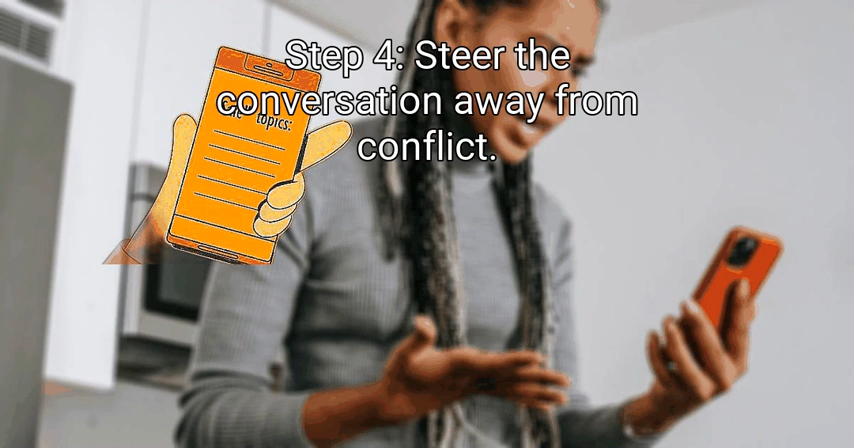 Step 4: Steer the
conversation away from
conflict.
topics: